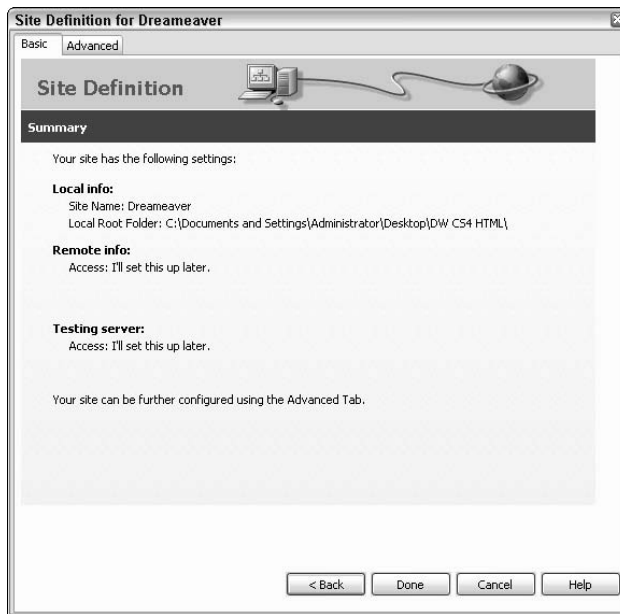 Site Definition for Dreameaver
Basic
Advanced
Site Definition
Summary
Your site has the following settings:
Local info:
Site Name: Dreameaver
Local Root Folder: C:\Documents and Settings\Administrator\Desktop\DW CS4 HTML\
Remote info:
Access: I'll set this up later.
Testing server:
Access: I'll set this up later.
Your site can be further configured using the Advanced Tab.
< Back
Done
Cancel
Help